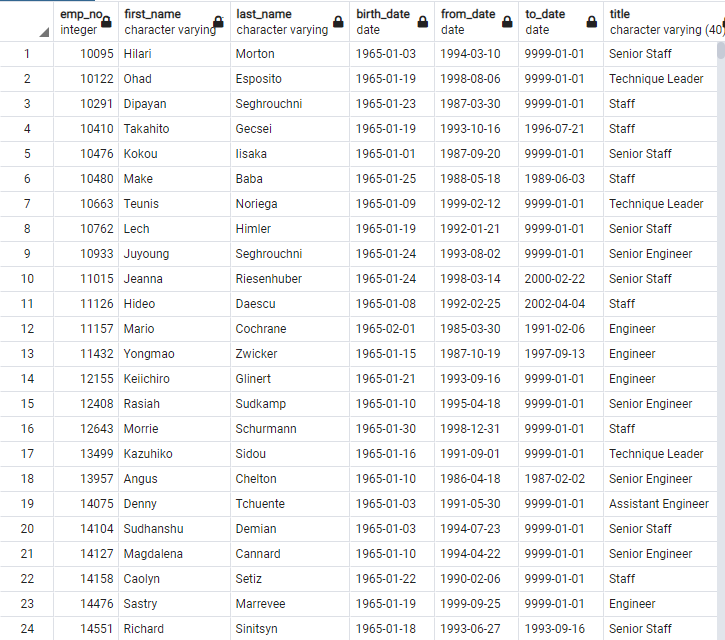 emp_no first_name last_name birth_date from_date to_date title
integer character varying character varying date date date character varying (40)
1 10095 Hilari Morton 1965-01-03 1994-03-10 9999-01-01 Senior Staff
2 10122 Ohad Esposito 1965-01-19 1998-08-06 9999-01-01 Technique Leader
3 10291 Dipayan Seghrouchni 1965-01-23 1987-03-30 9999-01-01 Staff
4 10410 Takahito Gecsei 1965-01-19 1993-10-16 1996-07-21 Staff
5 10476 Kokou Iisaka 1965-01-01 1987-09-20 9999-01-01 Senior Staff
6 10480 Make Baba 1965-01-25 1988-05-18 1989-06-03 Staff
7 10663 Teunis Noriega 1965-01-09 1999-02-12 9999-01-01 Technique Leader
8 10762 Lech Himler 1965-01-19 1992-01-21 9999-01-01 Senior Staff
9 10933 Juyoung Seghrouchni 1965-01-24 1993-08-02 9999-01-01 Senior Engineer
10 11015 Jeanna Riesenhuber 1965-01-24 1998-03-14 2000-02-22 Senior Staff
11 11126 Hideo Daescu 1965-01-08 1992-02-25 2002-04-04 Staff
12 11157 Mario Cochrane 1965-02-01 1985-03-30 1991-02-06 Engineer
13 11432 Yongmao Zwicker 1965-01-15 1987-10-19 1997-09-13 Engineer
14 12155 Keiichiro Glinert 1965-01-21 1993-09-16 9999-01-01 Engineer
15 12408 Rasiah Sudkamp 1965-01-10 1995-04-18 9999-01-01 Senior Engineer
16 12643 Morrie Schurmann 1965-01-30 1998-12-31 9999-01-01 Staff
17 13499 Kazuhiko Sidou 1965-01-16 1991-09-01 9999-01-01 Technique Leader
18 13957 Angus Chelton 1965-01-10 1986-04-18 1987-02-02 Senior Engineer
19 14075 Denny Tchuente 1965-01-03 1991-05-30 9999-01-01 Assistant Engineer
20 14104 Sudhanshu Demian 1965-01-03 1994-07-23 9999-01-01 Senior Staff
21 14127 Magdalena Cannard 1965-01-10 1994-04-22 9999-01-01 Senior Engineer
22 14158 Caolyn Setiz 1965-01-22 1990-02-06 9999-01-01 Staff
23 14476 Sastry Marrevee 1965-01-19 1999-09-25 9999-01-01 Engineer
24 14551 Richard Sinitsyn 1965-01-18 1993-06-27 1993-09-16 Senior Staff